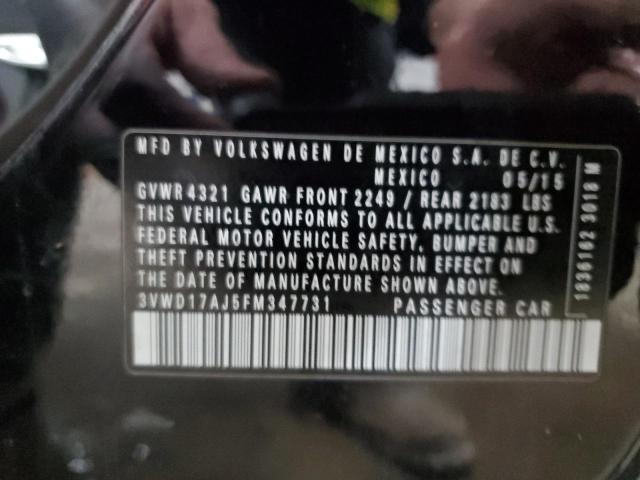 MFD BY VOLKSWAGEN DE MEXICO S.A. DE C.V.
MEXICO 05/15
GVWR 4321 GAWR FRONT 2249 / REAR 2183 LBS
THIS VEHICLE CONFORMS TO ALL APPLICABLE U.S.
FEDERAL MOTOR VEHICLE SAFETY, BUMPER AND
THEFT PREVENTION STANDARDS IN EFFECT ON
THE DATE OF MANUFACTURE SHOWN ABOVE.
3VWD17AJ5FM347731 PASSENGER CAR
1836162 3618 M